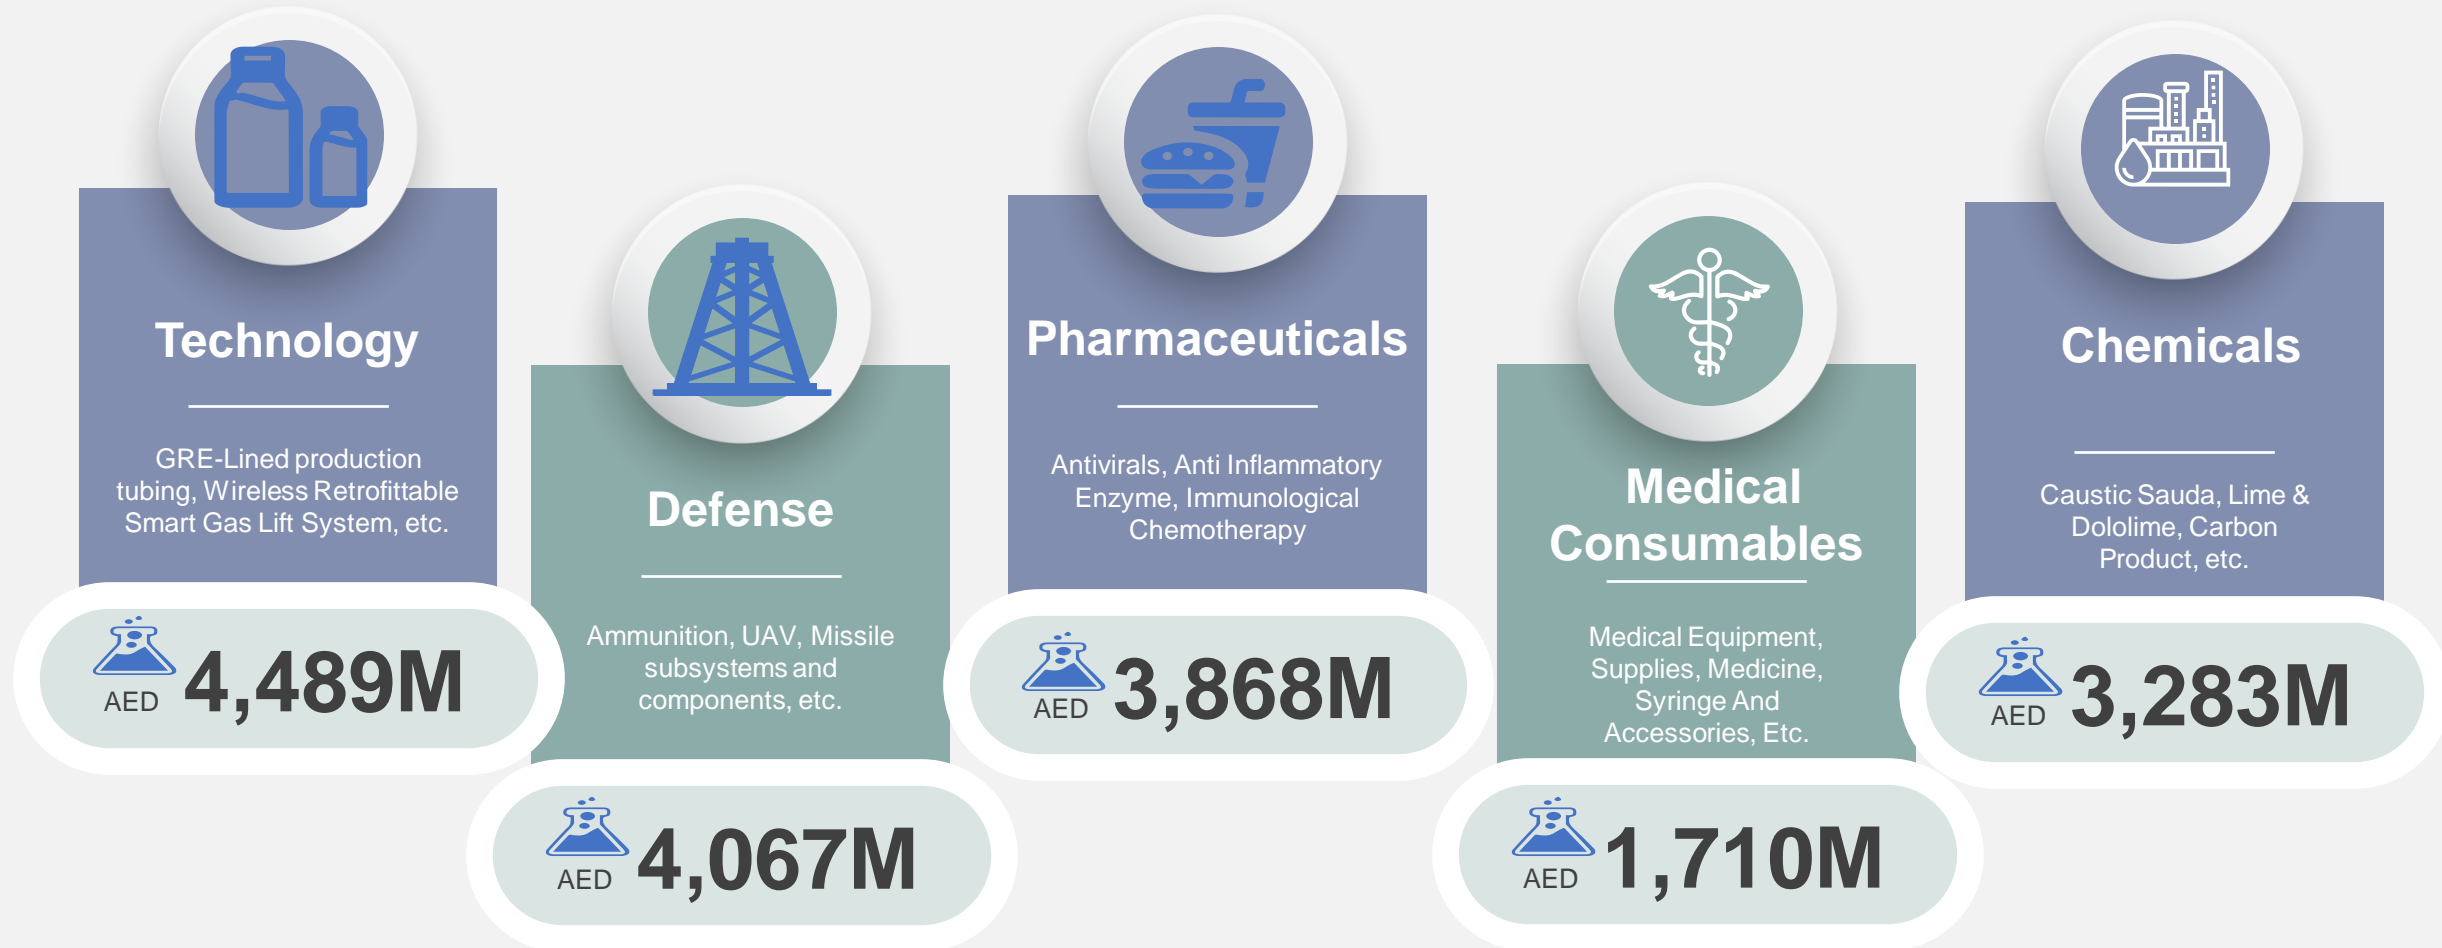 Technology
GRE-Lined production
tubing, Wireless Retrofittable
Smart Gas Lift System, etc.
AED 4,489M
Defense
Ammunition, UAV, Missile
subsystems and
components, etc.
AED 4,067M
Pharmaceuticals
Antivirals, Anti Inflammatory
Enzyme, Immunological
Chemotherapy
AED 3,868M
Medical
Consumables
Medical Equipment,
Supplies, Medicine,
Syringe And
Accessories, Etc.
AED 1,710M
Chemicals
Caustic Sauda, Lime &
Dololime, Carbon
Product, etc.
AED 3,283M